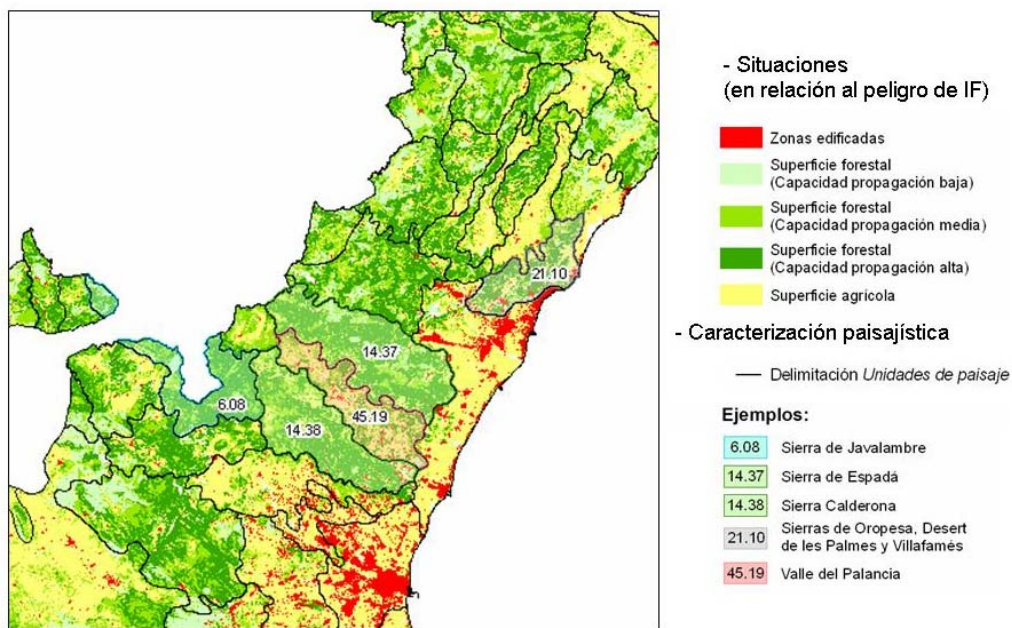 21.10
14.37
6.08
45.19
14.38
- Situaciones
(en relación al peligro de IF)
Zonas edificadas
Superficie forestal
(Capacidad propagación baja)
Superficie forestal
(Capacidad propagación media)
Superficie forestal
(Capacidad propagación alta)
Superficie agrícola
- Caracterización paisajística
Delimitación Unidades de paisaje
Ejemplos:
6.08 Sierra de Javalambre
14.37 Sierra de Espadá
14.38 Sierra Calderona
21.10 Sierras de Oropesa, Desert
de les Palmes y Villafamés
45.19 Valle del Palancia